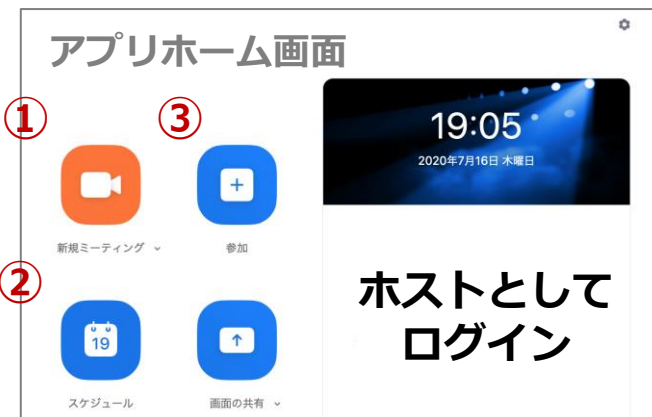 アプリホーム画面
①
③
19:05
2020年7月16日 木曜日
新規ミーティング
参加
②
ホストとして
ログイン
19
スケジュール
画面の共有